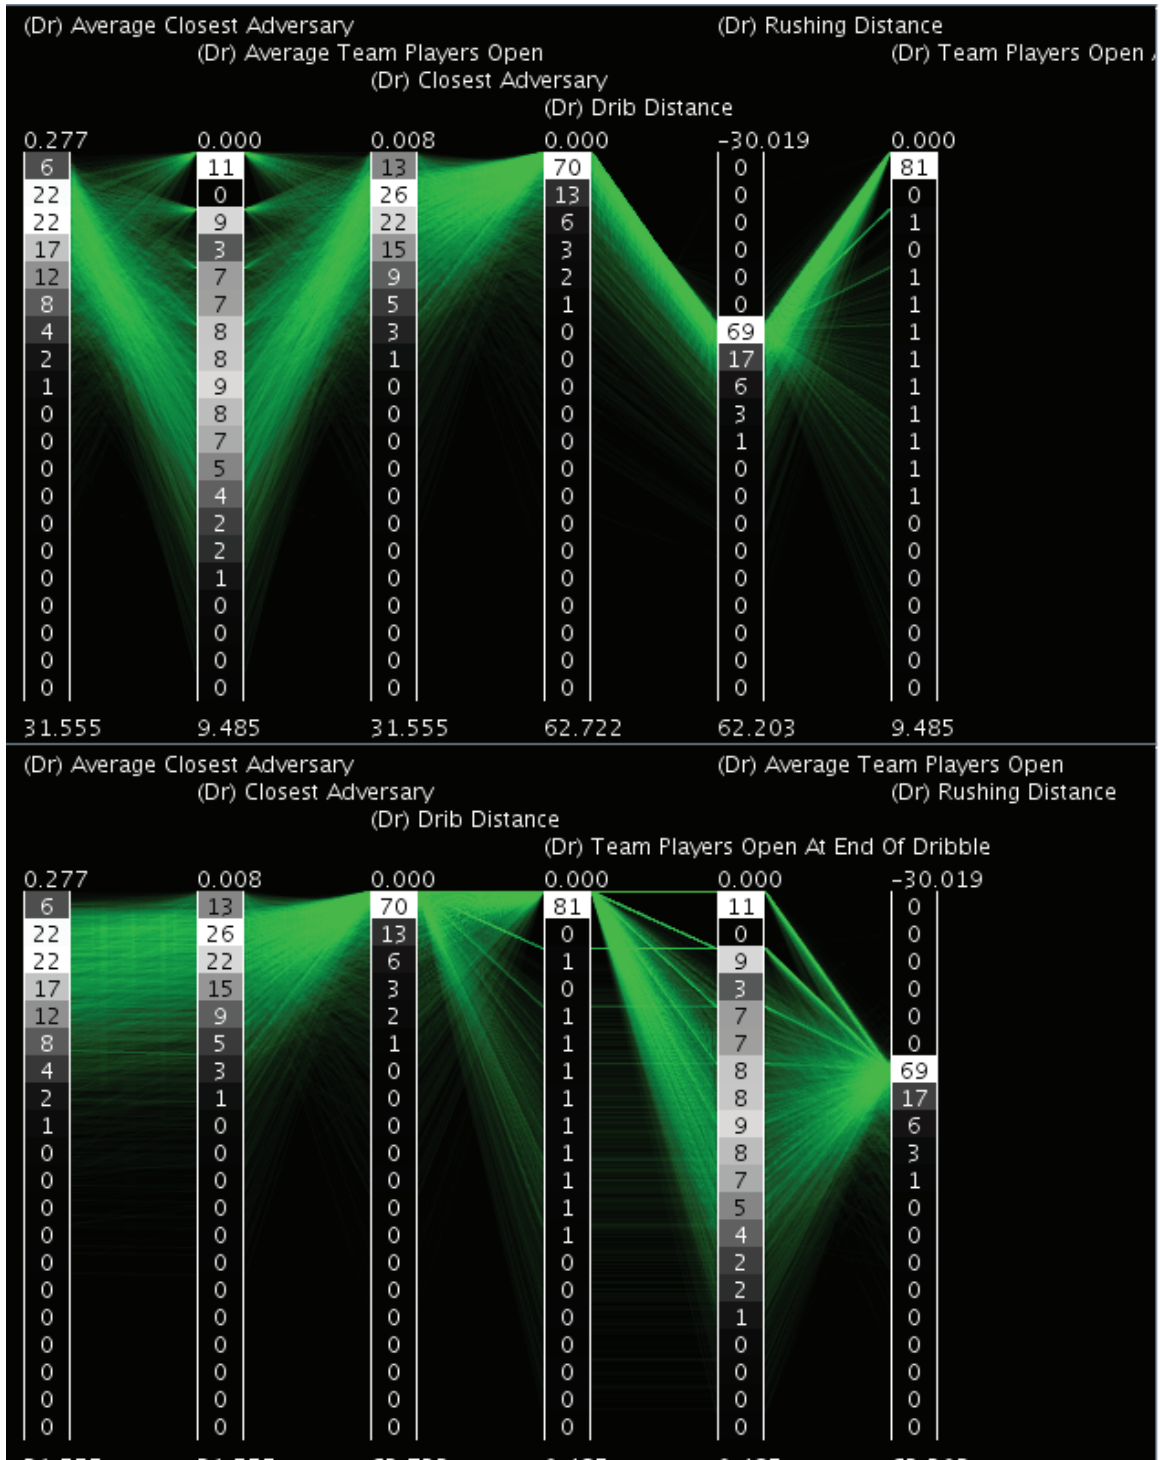 (Dr) Average Closest Adversary (Dr) Rushing Distance
(Dr) Average Team Players Open (Dr) Team Players Open
(Dr) Closest Adversary
(Dr) Drib Distance
0.277 0.000 0.008 0.000 -30.019 0.000
6 11 13 70 0 81
22 0 26 13 0 0
22 9 22 6 0 1
17 3 15 3 0 0
12 7 9 2 0 1
8 7 5 1 0 1
4 8 3 0 69 1
2 8 1 0 17 1
1 9 0 0 6 1
0 8 0 0 3 1
0 7 0 0 1 1
0 5 0 0 0 1
0 4 0 0 0 1
0 2 0 0 0 0
0 2 0 0 0 0
0 1 0 0 0 0
0 0 0 0 0 0
0 0 0 0 0 0
0 0 0 0 0 0
0 0 0 0 0 0
31.555 9.485 31.555 62.722 62.203 9.485
(Dr) Average Closest Adversary (Dr) Average Team Players Open
(Dr) Closest Adversary (Dr) Rushing Distance
(Dr) Drib Distance
(Dr) Team Players Open At End Of Dribble
0.277 0.008 0.000 0.000 0.000 -30.019
6 13 70 81 11 0
22 26 13 0 0 0
22 22 6 1 9 0
17 15 3 0 3 0
12 9 2 1 7 0
8 5 1 1 7 0
4 3 0 1 8 69
2 1 0 1 8 17
1 0 0 1 9 6
0 0 0 1 8 3
0 0 0 1 7 1
0 0 0 1 5 0
0 0 0 1 4 0
0 0 0 0 2 0
0 0 0 0 2 0
0 0 0 0 1 0
0 0 0 0 0 0
0 0 0 0 0 0
0 0 0 0 0 0
0 0 0 0 0 0